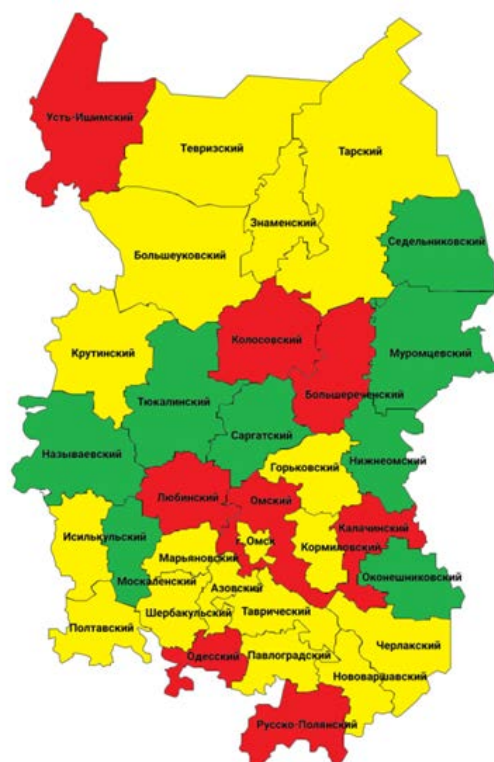 Усть-Ишимский
Тевризский
Тарский
Знаменский
Седельниковский
Большеуковский
Колосовский
Крутинский
Муромцевский
Большереченский
Тюкалинский
Саргатский
Называевский
Горьковский
Нижнеомский
Любинский
Омский
Исилькульский
Калачинский
г. Омск
Кормиловский
Марьяновский
Москаленский
Азовский
Оконешниковский
Шербакульский
Таврический
Полтавский
Черлакский
Одесский
Павлоградский
Нововаршавский
Русско-Полянский